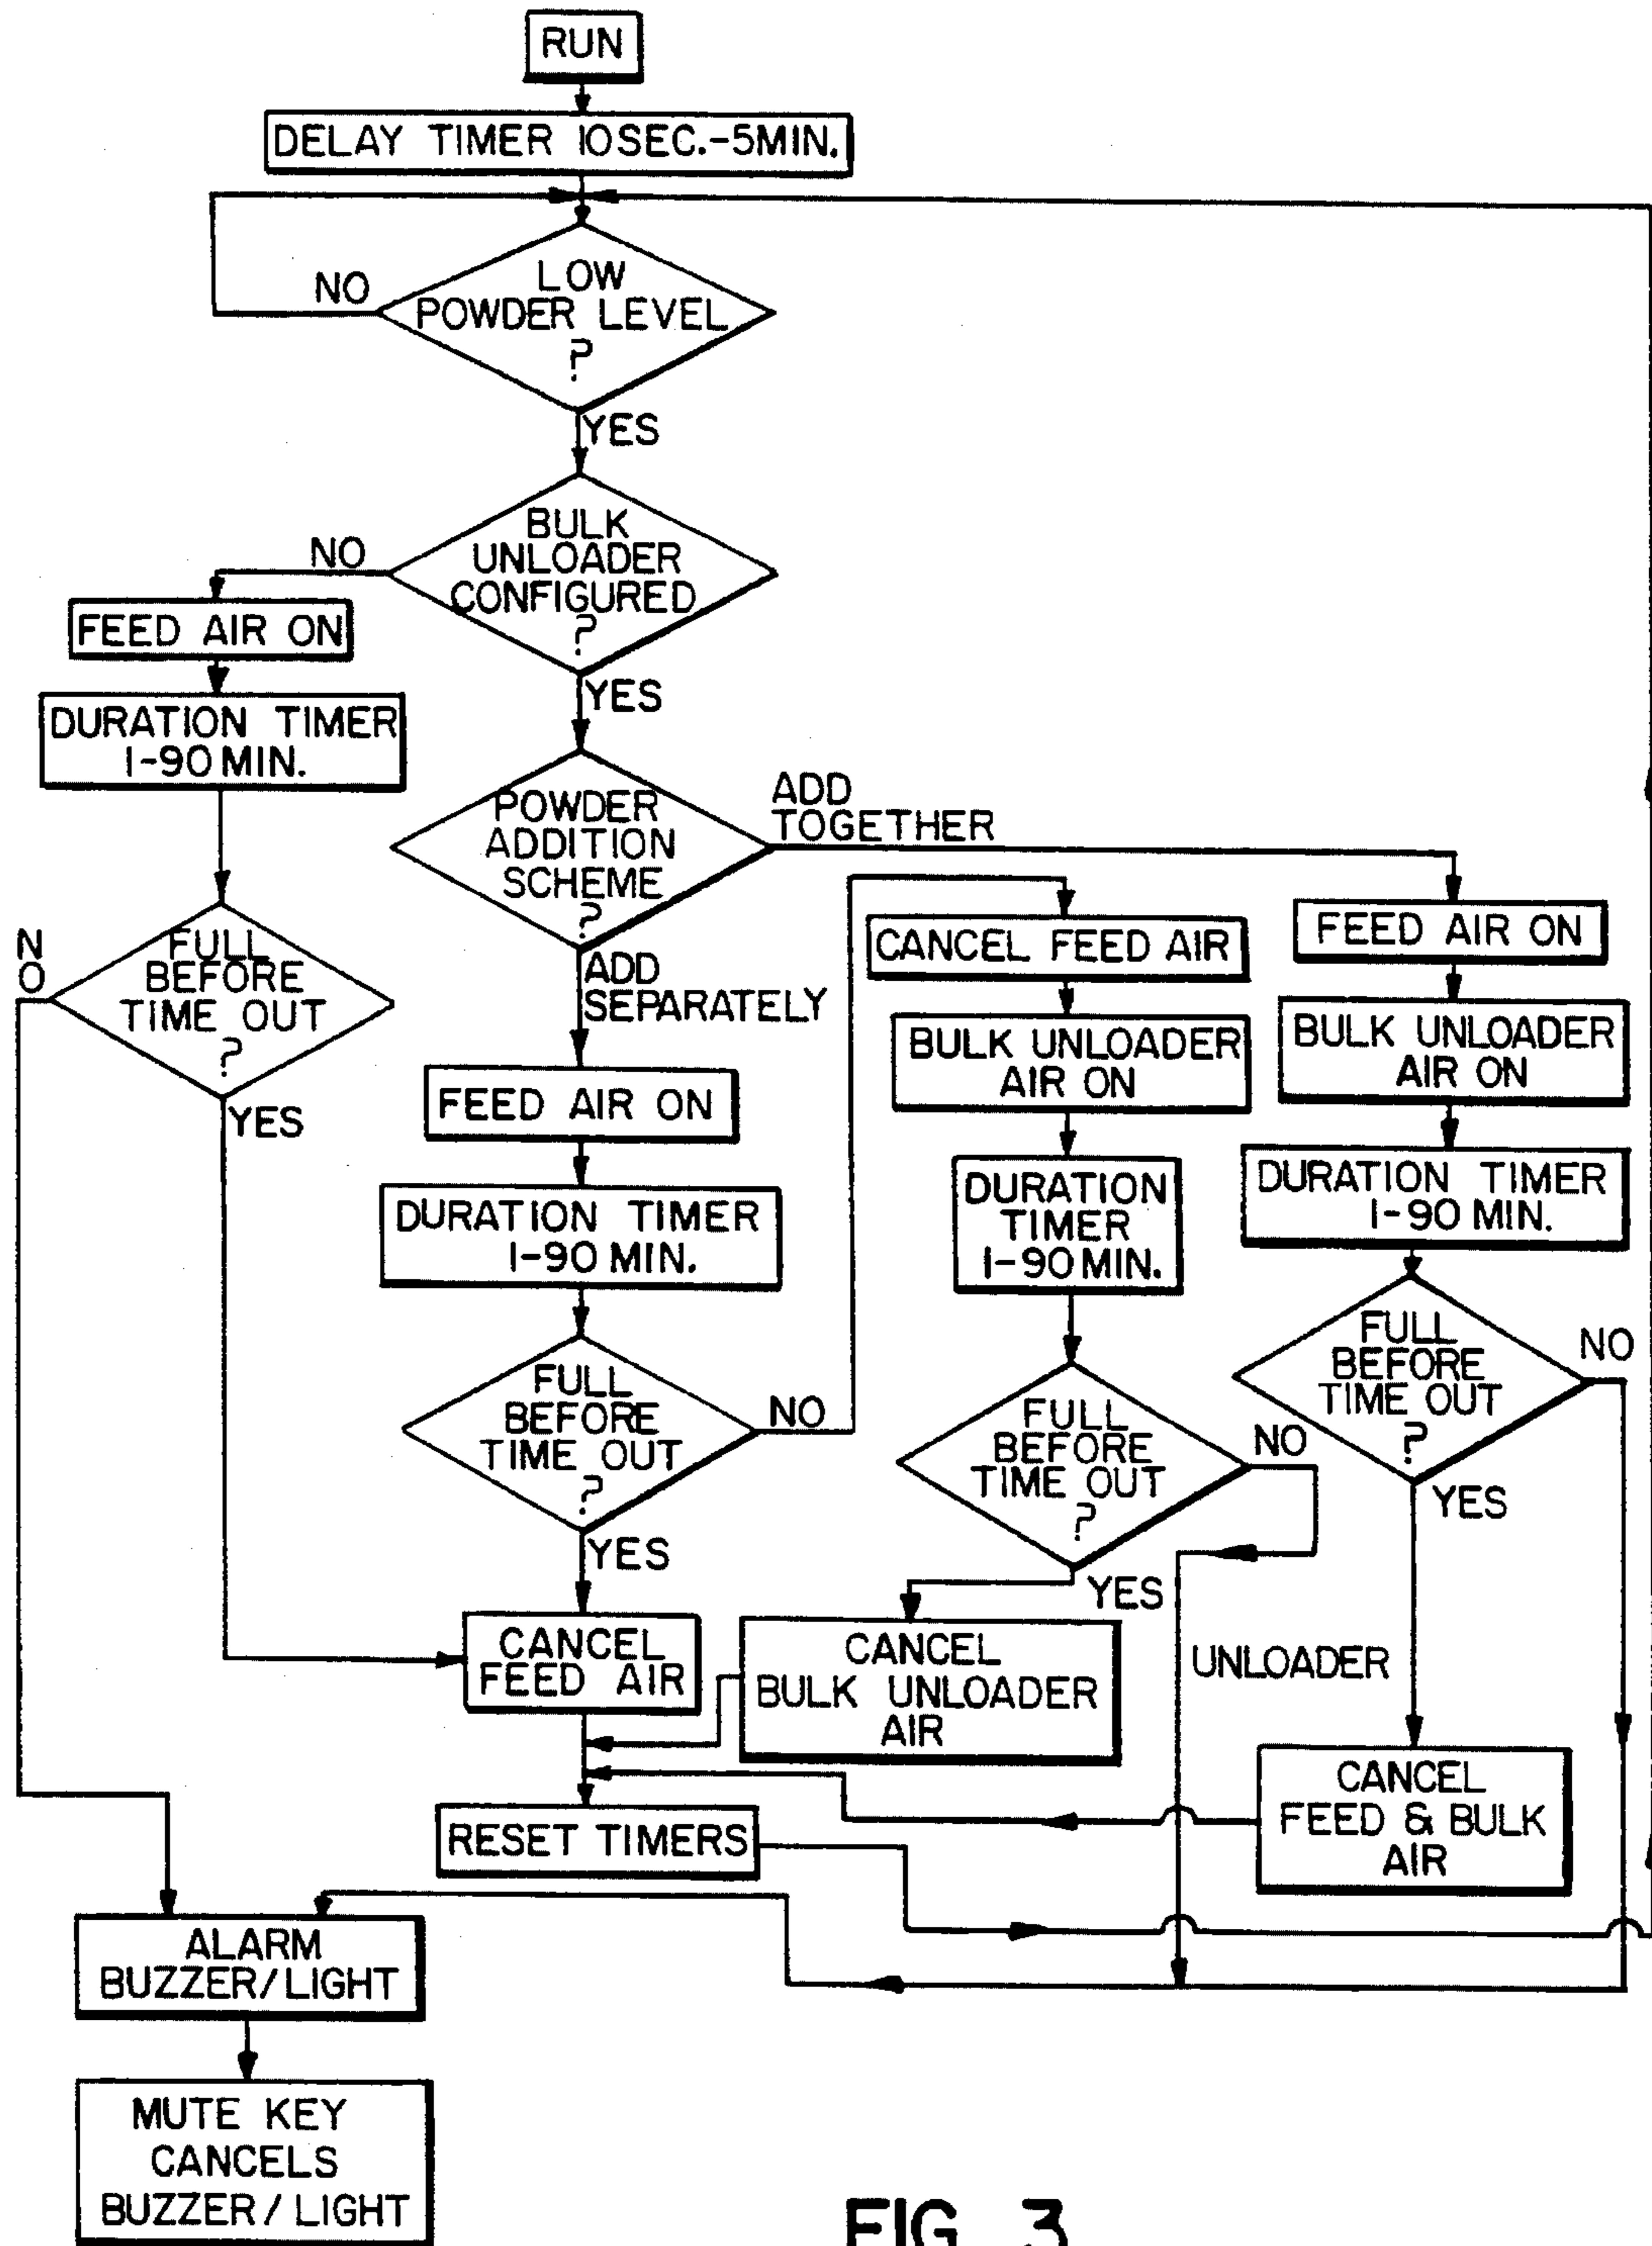 RUN
DELAY TIMER 10SEC.-5MIN.
LOW
POWDER LEVEL
?
NO
YES
BULK
UNLOADER
CONFIGURED
?
NO
YES
FEED AIR ON
DURATION TIMER
1-90 MIN.
FULL
BEFORE
TIME OUT
?
N
O
YES
POWDER
ADDITION
SCHEME
?
ADD
TOGETHER
ADD
SEPARATELY
FEED AIR ON
DURATION TIMER
1-90 MIN.
FULL
BEFORE
TIME OUT
?
NO
YES
CANCEL FEED AIR
BULK UNLOADER
AIR ON
DURATION
TIMER
1-90 MIN.
FULL
BEFORE
TIME OUT
?
NO
YES
FEED AIR ON
BULK UNLOADER
AIR ON
DURATION TIMER
1-90 MIN.
FULL
BEFORE
TIME OUT
?
NO
YES
CANCEL
FEED AIR
CANCEL
BULK UNLOADER
AIR
UNLOADER
CANCEL
FEED & BULK
AIR
RESET TIMERS
ALARM
BUZZER/LIGHT
MUTE KEY
CANCELS
BUZZER/LIGHT
FIG. 3